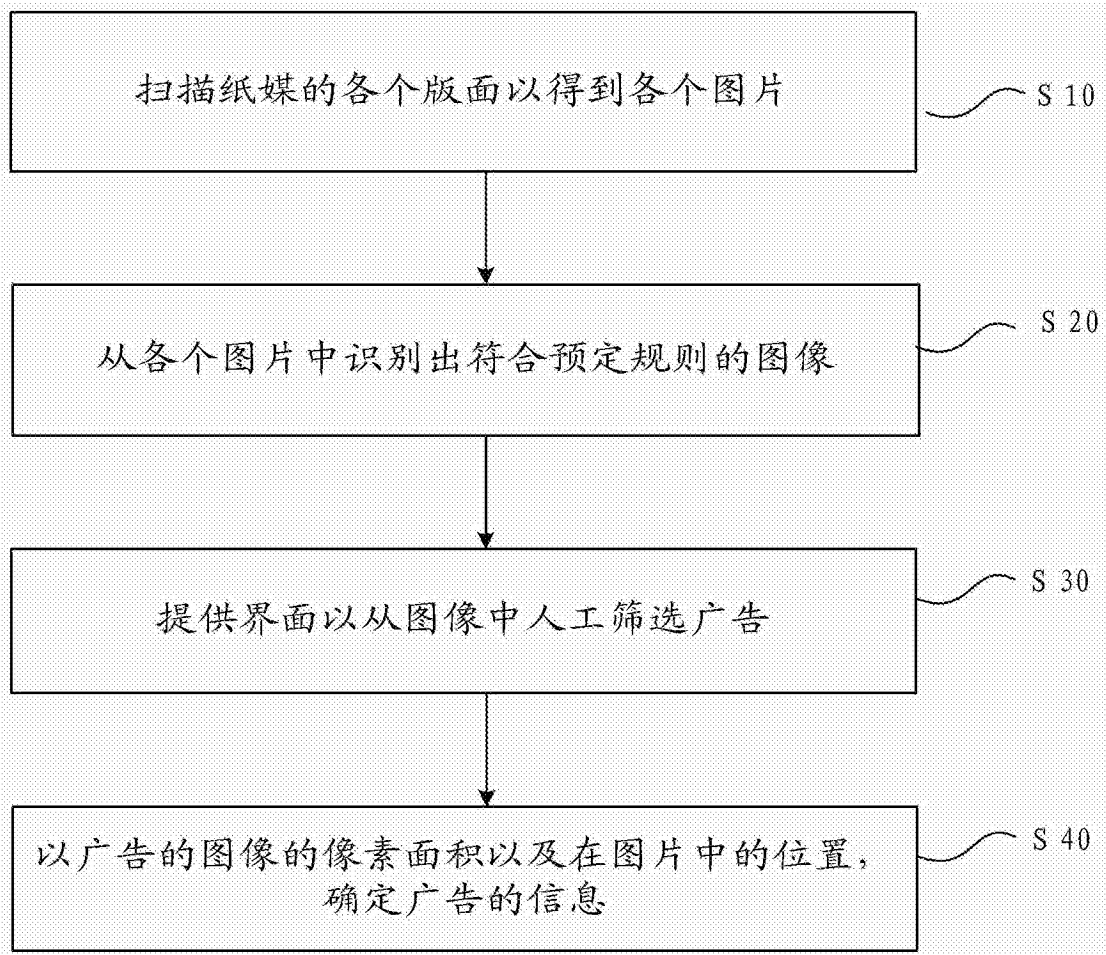 扫描纸媒的各个版面以得到各个图片
S 10
从各个图片中识别出符合预定规则的图像
S 20
提供界面以从图像中人工筛选广告
S 30
以广告的图像的像素面积以及在图片中的位置，
确定广告的信息
S 40